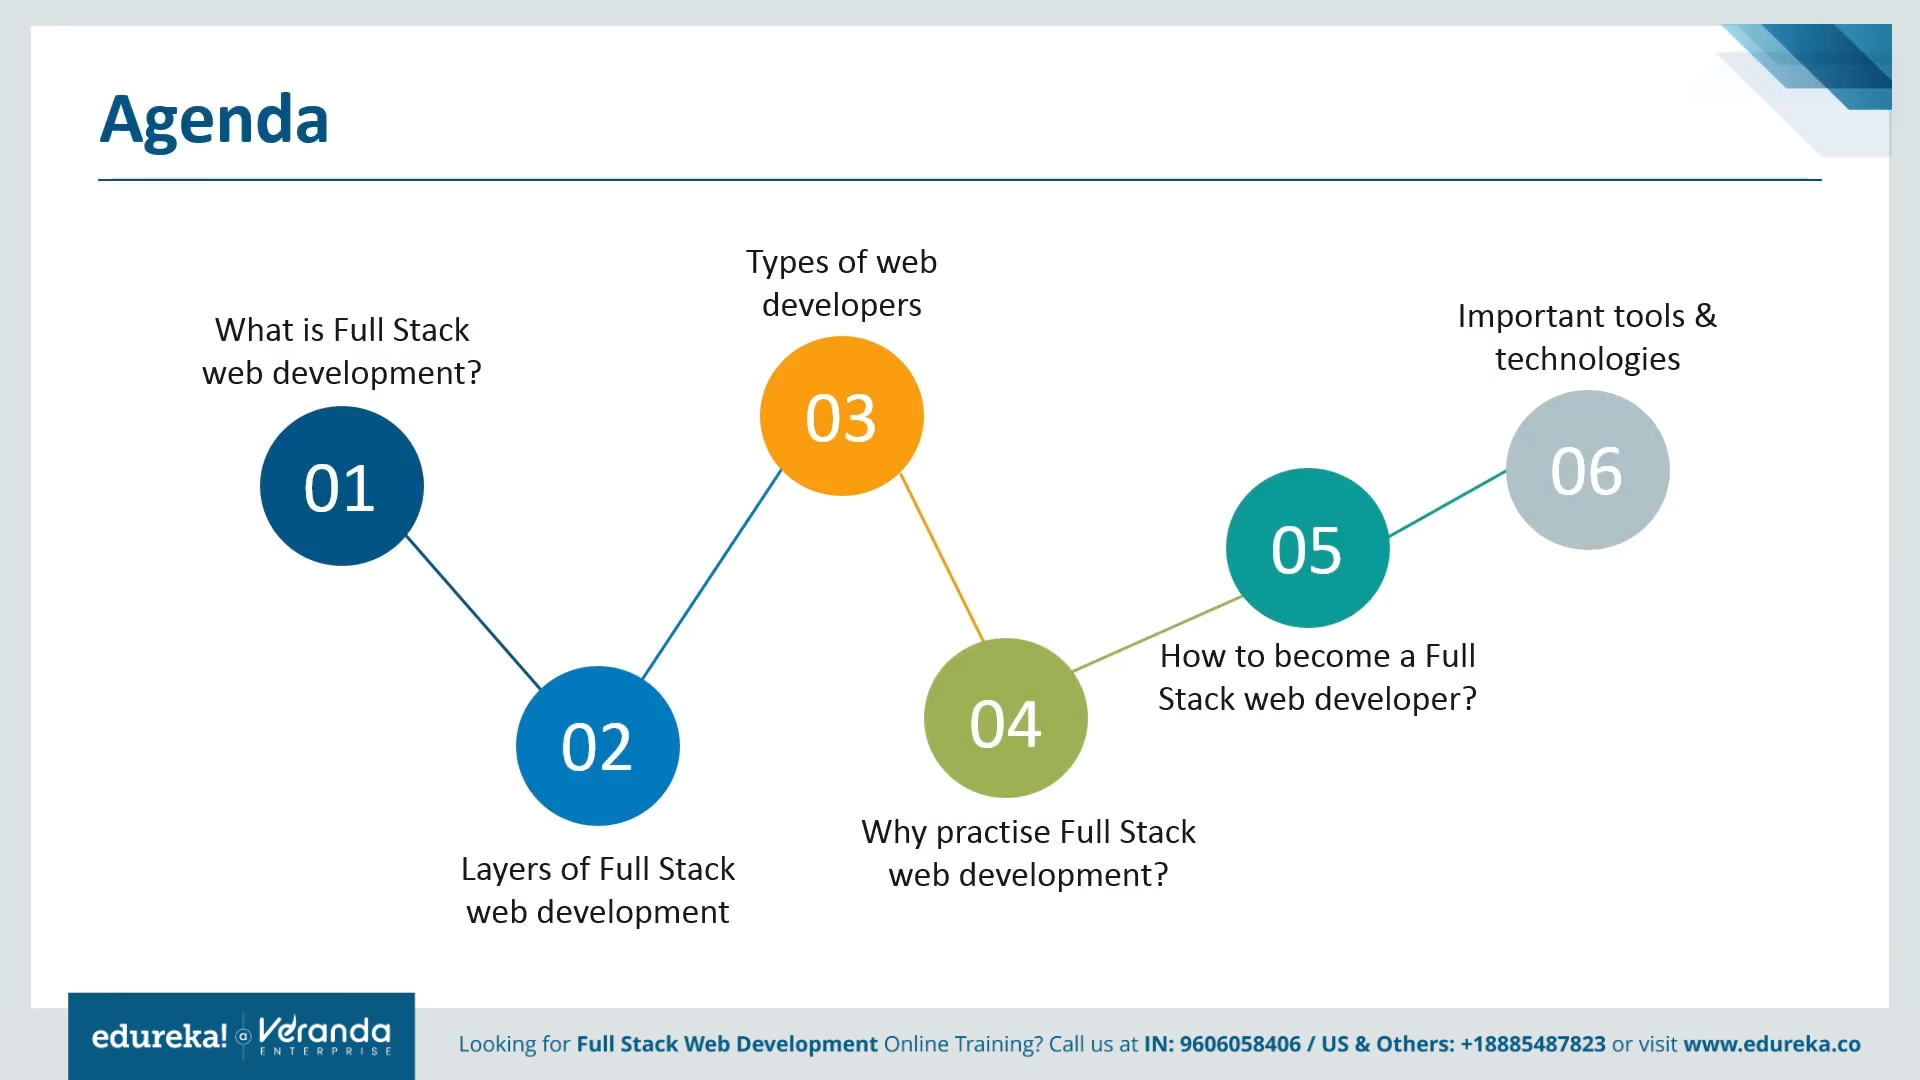 Agenda
What is Full Stack
web development?
01
02
Layers of Full Stack
web development
Types of web
developers
03
04
Why practise Full Stack
web development?
05
How to become a Full
Stack web developer?
Important tools &
technologies
06
edureka! a Veranda
ENTERPRISE
Looking for Full Stack Web Development Online Training? Call us at IN: 9606058406 / US & Others: +18885487823 or visit www.edureka.co